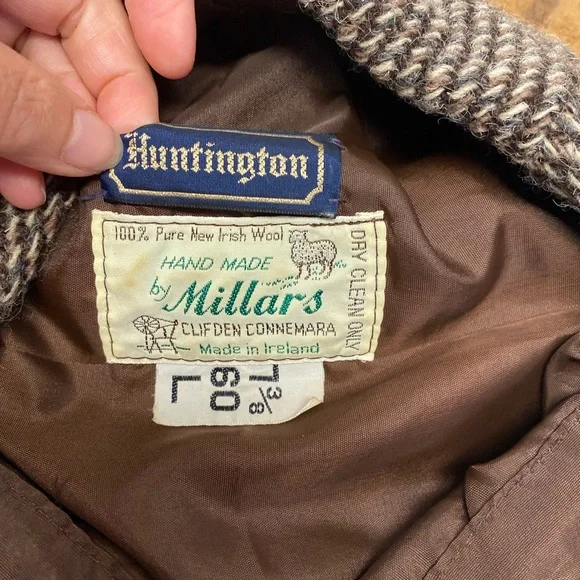 Huntington
100% Pure New Irish Wool
HAND MADE
by Millars
CLIFDEN CONNEMARA
Made in Ireland
DRY CLEAN ONLY
7 3/8
60
L